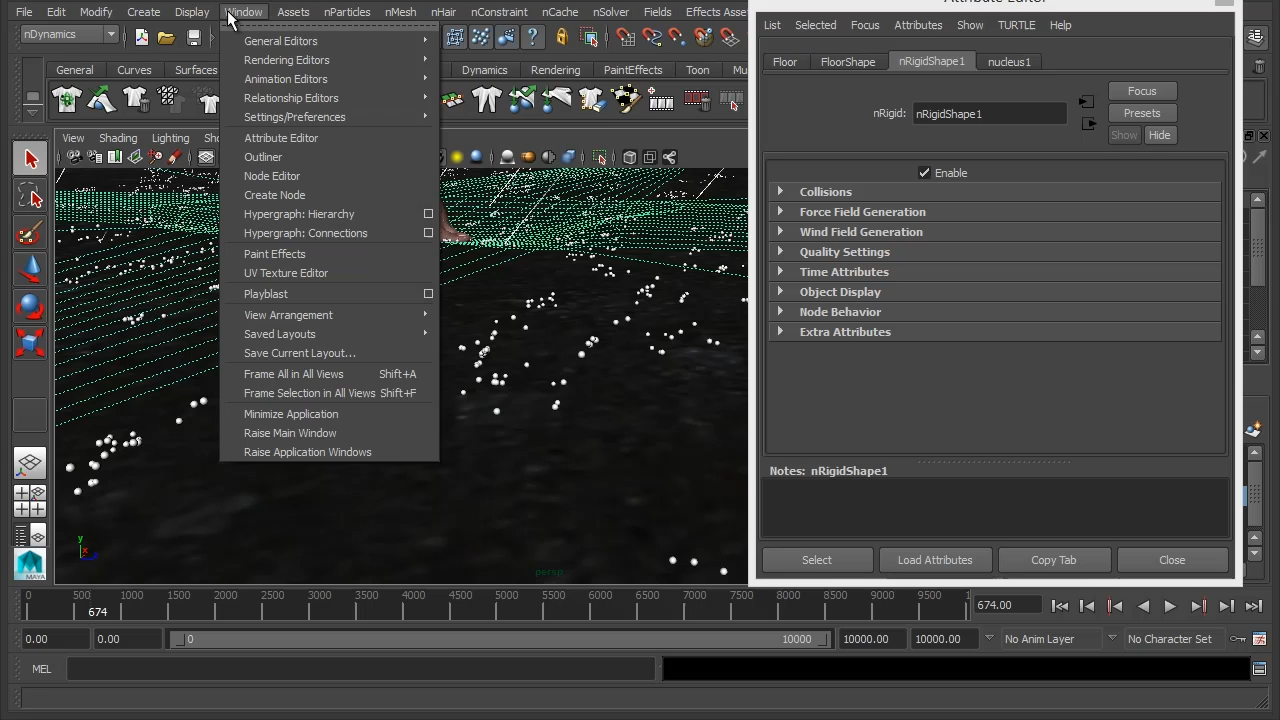 File Edit Modify Create Display Window Assets nParticles nMesh nHair nConstraint nCache nSolver Fields Effects Asse
nDynamics
General Curves Surfaces Dynamics Rendering PaintEffects Toon Mu
View Shading Lighting Sho
General Editors
Rendering Editors
Animation Editors
Relationship Editors
Settings/Preferences
Attribute Editor
Outliner
Node Editor
Create Node
Hypergraph: Hierarchy
Hypergraph: Connections
Paint Effects
UV Texture Editor
Playblast
View Arrangement
Saved Layouts
Save Current Layout...
Frame All in All Views Shift+A
Frame Selection in All Views Shift+F
Minimize Application
Raise Main Window
Raise Application Windows
y
x
persp
MAYA
Attribute Editor
List Selected Focus Attributes Show TURTLE Help
Floor FloorShape nRigidShape1 nucleus1
nRigid: nRigidShape1
Focus
Presets
Show Hide
Enable
Collisions
Force Field Generation
Wind Field Generation
Quality Settings
Time Attributes
Object Display
Node Behavior
Extra Attributes
Notes: nRigidShape1
Select Load Attributes Copy Tab Close
0 500 1000 1500 2000 2500 3000 3500 4000 4500 5000 5500 6000 6500 7000 7500 8000 8500 9000 9500 1
674
674.00
0.00 0.00 0 10000 10000.00 10000.00 No Anim Layer No Character Set
MEL